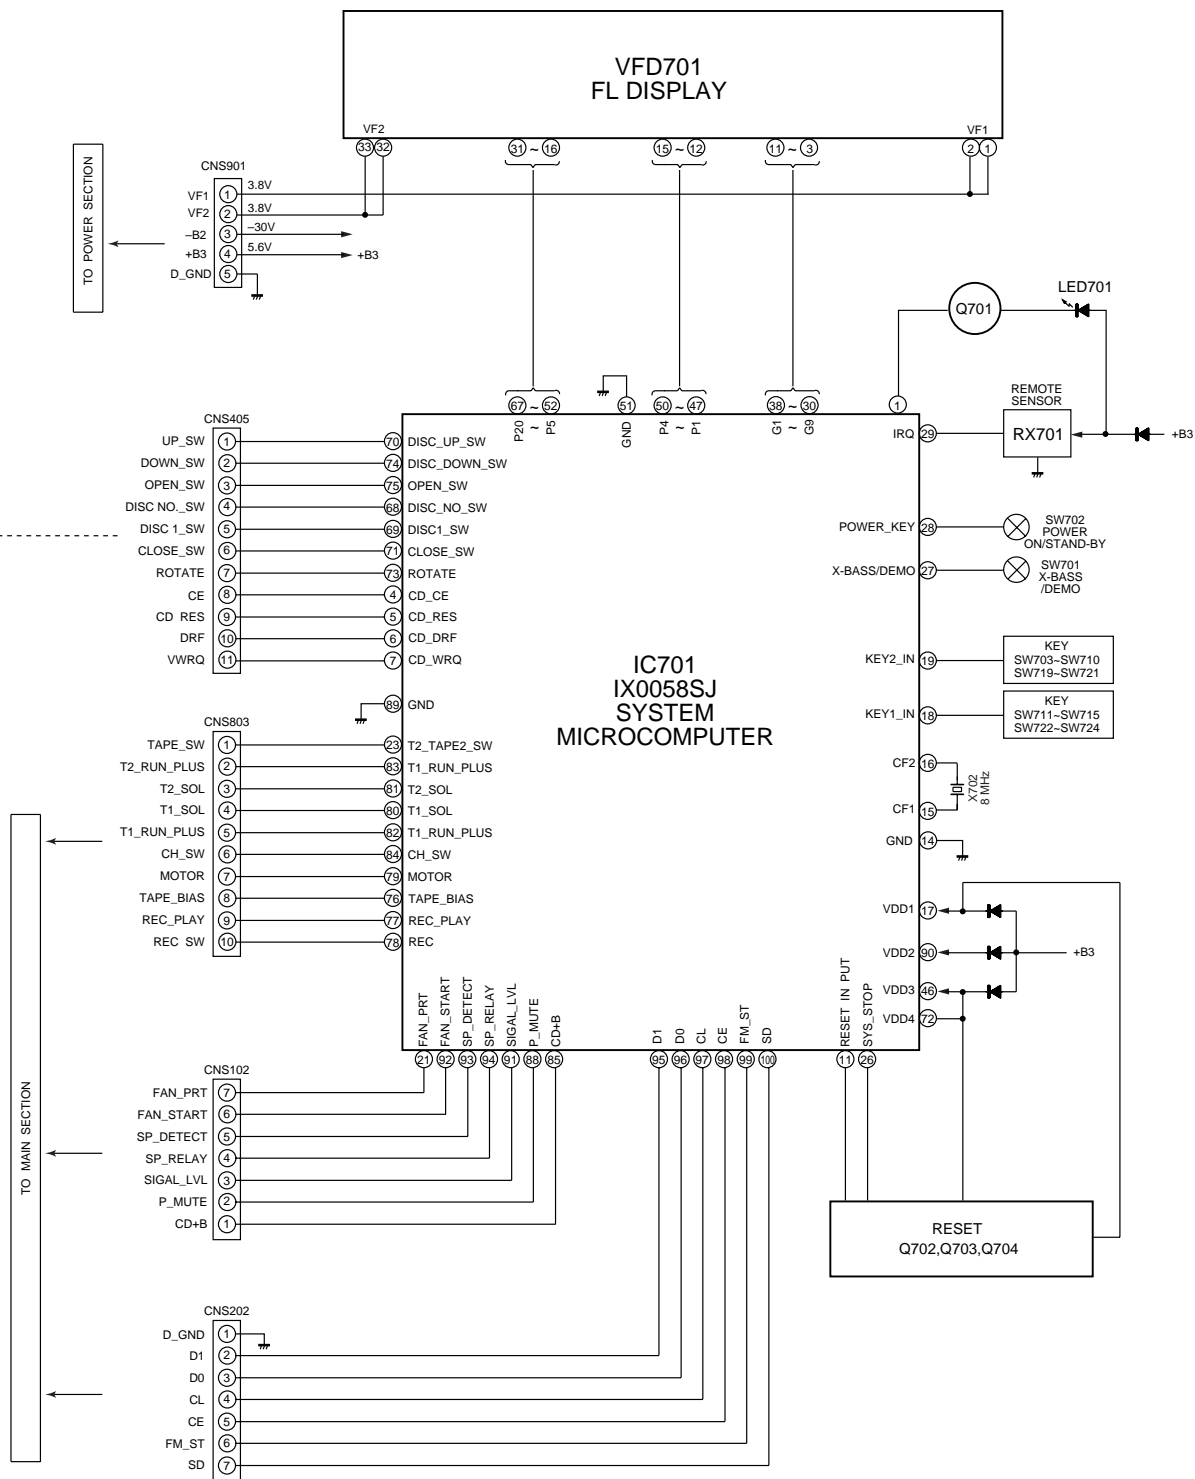 VFD701
FL DISPLAY
VF2
VF1
33 32
31 ~ 16
15 ~ 12
11 ~ 3
2 1
TO POWER SECTION
CNS901
VF1 1 3.8V
VF2 2 3.8V
–B2 3 –30V
+B3 4 5.6V +B3
D_GND 5
Q701
LED701
REMOTE
SENSOR
RX701
+B3
67 ~ 52
51
50 ~ 47
38 ~ 30
1
P20 ~ P5
GND
P4 ~ P1
G1 ~ G9
CNS405
UP_SW 1 70 DISC_UP_SW
DOWN_SW 2 74 DISC_DOWN_SW
OPEN_SW 3 75 OPEN_SW
DISC NO._SW 4 68 DISC_NO_SW
DISC 1_SW 5 69 DISC1_SW
CLOSE_SW 6 71 CLOSE_SW
ROTATE 7 73 ROTATE
CE 8 4 CD_CE
CD RES 9 5 CD_RES
DRF 10 6 CD_DRF
VWRQ 11 7 CD_WRQ
89 GND
IC701
IX0058SJ
SYSTEM
MICROCOMPUTER
IRQ 29
POWER_KEY 28
SW702
POWER
ON/STAND-BY
X-BASS/DEMO 27
SW701
X-BASS
/DEMO
KEY2_IN 19
KEY
SW703~SW710
SW719~SW721
KEY1_IN 18
KEY
SW711~SW715
SW722~SW724
CF2 16
X702
8 MHz
CF1 15
GND 14
VDD1 17
VDD2 90
+B3
VDD3 46
VDD4 72
CNS803
TAPE_SW 1 23 T2_TAPE2_SW
T2_RUN_PLUS 2 83 T1_RUN_PLUS
T2_SOL 3 81 T2_SOL
T1_SOL 4 80 T1_SOL
T1_RUN_PLUS 5 82 T1_RUN_PLUS
CH_SW 6 84 CH_SW
MOTOR 7 79 MOTOR
TAPE_BIAS 8 76 TAPE_BIAS
REC_PLAY 9 77 REC_PLAY
REC SW 10 78 REC
TO MAIN SECTION
FAN_PRT
FAN_START
SP_DETECT
SP_RELAY
SIGAL_LVL
P_MUTE
CD+B
D1
D0
CL
CE
FM_ST
SD
RESET IN PUT
SYS_STOP
21 92 93 94 91 88 85
95 96 97 98 99 100
11 26
CNS102
FAN_PRT 7
FAN_START 6
SP_DETECT 5
SP_RELAY 4
SIGAL_LVL 3
P_MUTE 2
CD+B 1
RESET
Q702,Q703,Q704
CNS202
D_GND 1
D1 2
D0 3
CL 4
CE 5
FM_ST 6
SD 7